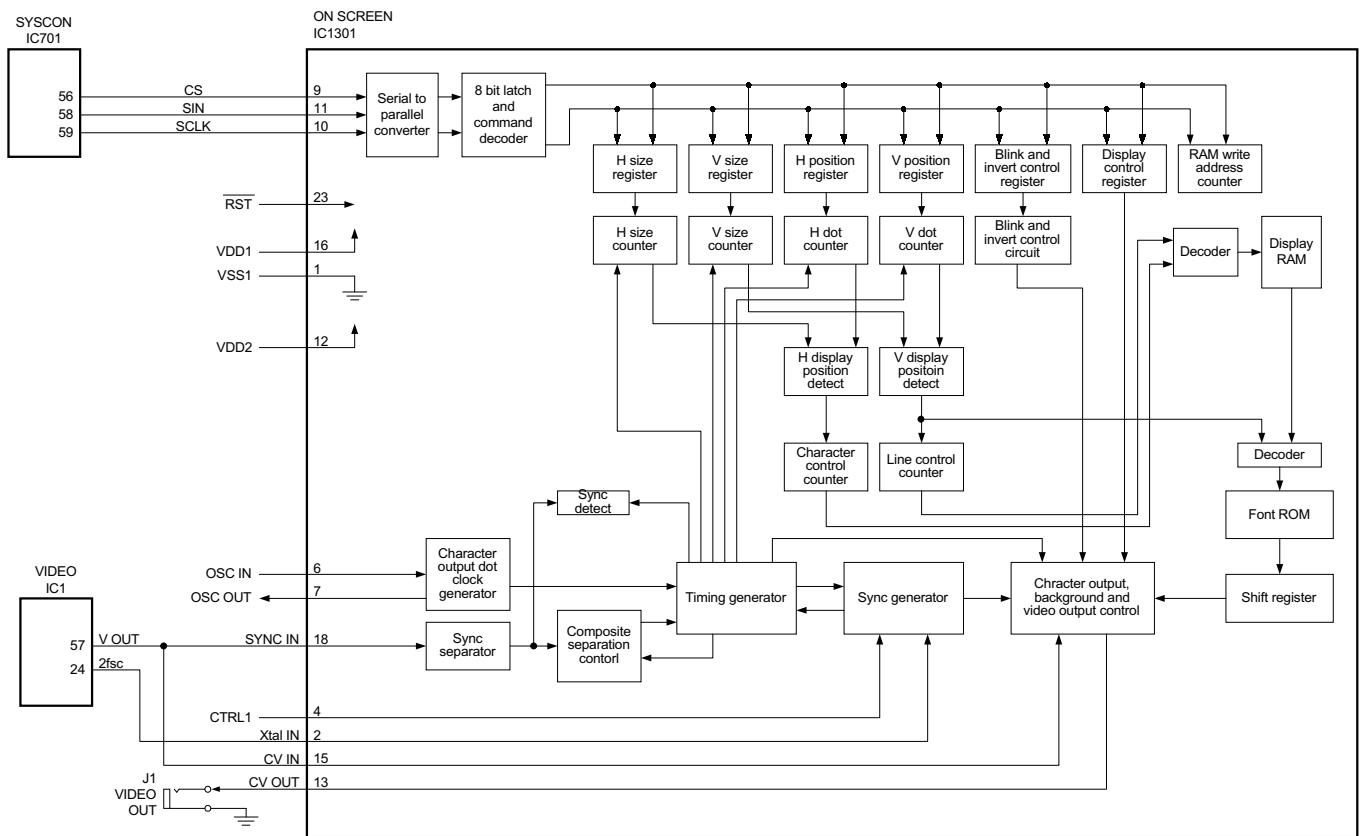 ON SCREEN
IC1301
SYSCON
IC701
56
CS
9
58
SIN
11
59
SCLK
10
Serial to
parallel
converter
8 bit latch
and
command
decoder
H size
register
V size
register
H position
register
V position
register
Blink and
invert control
register
Display
control
register
RAM write
address
counter
RST
23
VDD1
16
VSS1
1
VDD2
12
H size
counter
V size
counter
H dot
counter
V dot
counter
Blink and
invert control
circuit
Decoder
Display
RAM
H display
position
detect
V display
positoin
detect
Character
control
counter
Line control
counter
Decoder
Font ROM
Shift register
Sync
detect
OSC IN
6
OSC OUT
7
Character
output dot
clock
generator
Timing generator
Sync generator
Chracter output,
background and
video output control
VIDEO
IC1
57
V OUT
24
2fsc
SYNC IN
18
Sync
separator
Composite
separation
contorl
CTRL1
4
Xtal IN
2
CV IN
15
CV OUT
13
J1
VIDEO
OUT